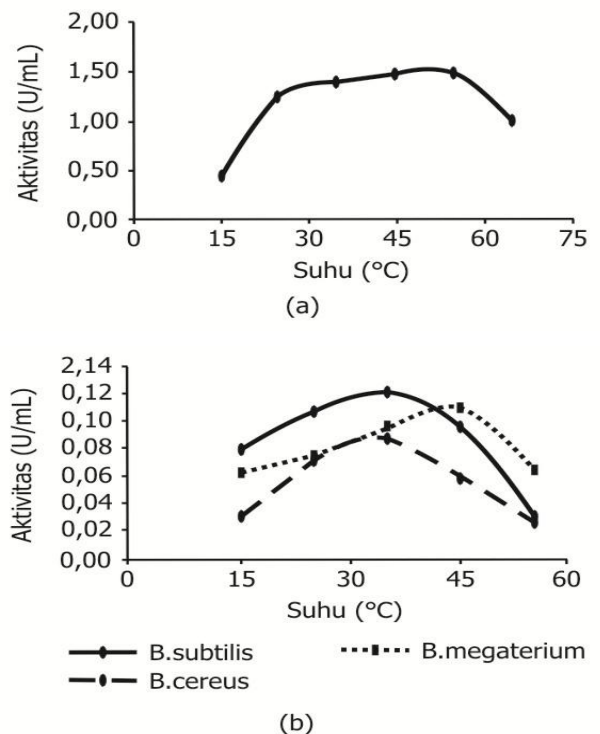 2,00
1,50
1,00
0,50
0,00
Aktivitas (U/mL)
0 15 30 45 60 75
Suhu (°C)
(a)
2,14
0,12
0,10
0,08
0,06
0,02
0,00
Aktivitas (U/mL)
0 15 30 45 60
Suhu (°C)
B.subtilis B.megaterium
B.cereus
(b)